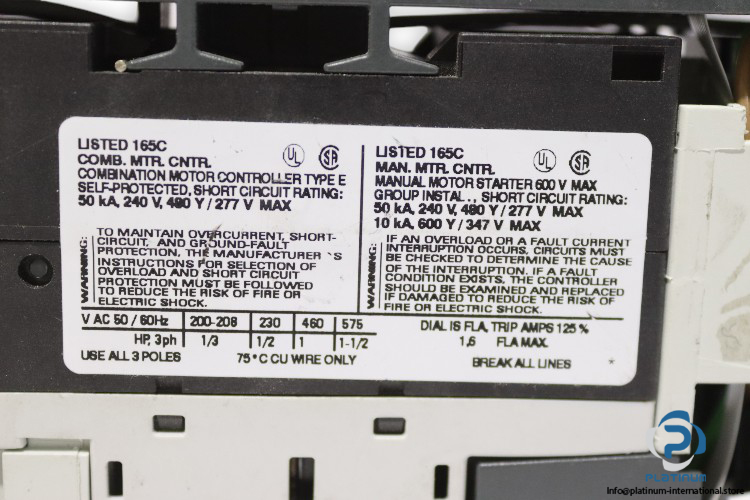 LISTED 165C
COMB. MTR. CNTR.
COMBINATION MOTOR CONTROLLER TYPE E
SELF-PROTECTED, SHORT CIRCUIT RATING:
50 kA, 240 V, 480 Y / 277 V MAX
UL
SA
WARNING:
TO MAINTAIN OVERCURRENT, SHORT-
CIRCUIT, AND GROUND-FAULT
PROTECTION, THE MANUFACTURER`S
INSTRUCTIONS FOR SELECTION OF
OVERLOAD AND SHORT CIRCUIT
PROTECTION MUST BE FOLLOWED
TO REDUCE THE RISK OF FIRE OR
ELECTRIC SHOCK.
LISTED 165C
MAN. MTR. CNTR.
MANUAL MOTOR STARTER 600 V MAX
GROUP INSTAL., SHORT CIRCUIT RATING:
50 kA, 240 V, 480 Y / 277 V MAX
10 kA, 600 Y / 347 V MAX
UL
SA
WARNING:
IF AN OVERLOAD OR A FAULT CURRENT
INTERRUPTION OCCURS, CIRCUITS MUST
BE CHECKED TO DETERMINE THE CAUSE
OF THE INTERRUPTION. IF A FAULT
CONDITION EXISTS, THE CONTROLLER
SHOULD BE EXAMINED AND REPLACED
IF DAMAGED TO REDUCE THE RISK OF
FIRE OR ELECTRIC SHOCK.
V AC 50 / 60Hz 200-208 230 460 575
HP, 3ph 1/3 1/2 1 1-1/2
USE ALL 3 POLES 75°C CU WIRE ONLY
DIAL IS FLA, TRIP AMPS 125 %
1,6 FLA MAX.
BREAK ALL LINES *
PLATINUM
info@platinum-international.store